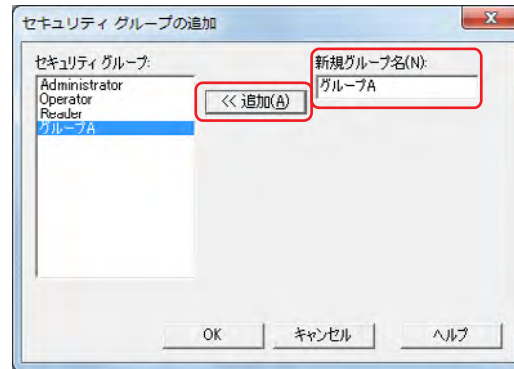 セキュリティ グループの追加
セキュリティ グループ:
新規グループ名(N):
Administrator
Operator
Reader
グループA
<< 追加(A)
グループA
OK
キャンセル
ヘルプ